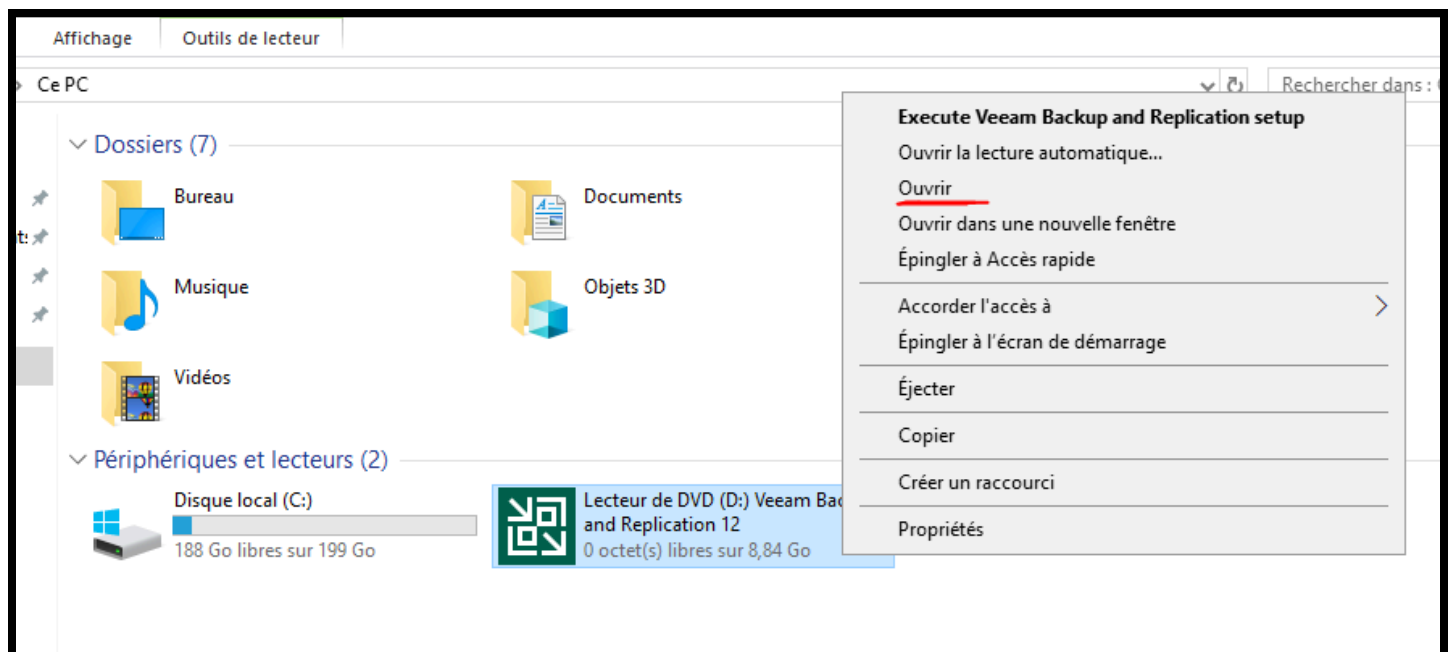 Affichage
Outils de lecteur
Ce PC
Rechercher dans :
Dossiers (7)
Bureau
Documents
Musique
Objets 3D
Vidéos
Périphériques et lecteurs (2)
Disque local (C:)
188 Go libres sur 199 Go
Lecteur de DVD (D:) Veeam Bac
and Replication 12
0 octet(s) libres sur 8,84 Go
Execute Veeam Backup and Replication setup
Ouvrir la lecture automatique...
Ouvrir
Ouvrir dans une nouvelle fenêtre
Épingler à Accès rapide
Accorder l'accès à
Épingler à l'écran de démarrage
Éjecter
Copier
Créer un raccourci
Propriétés